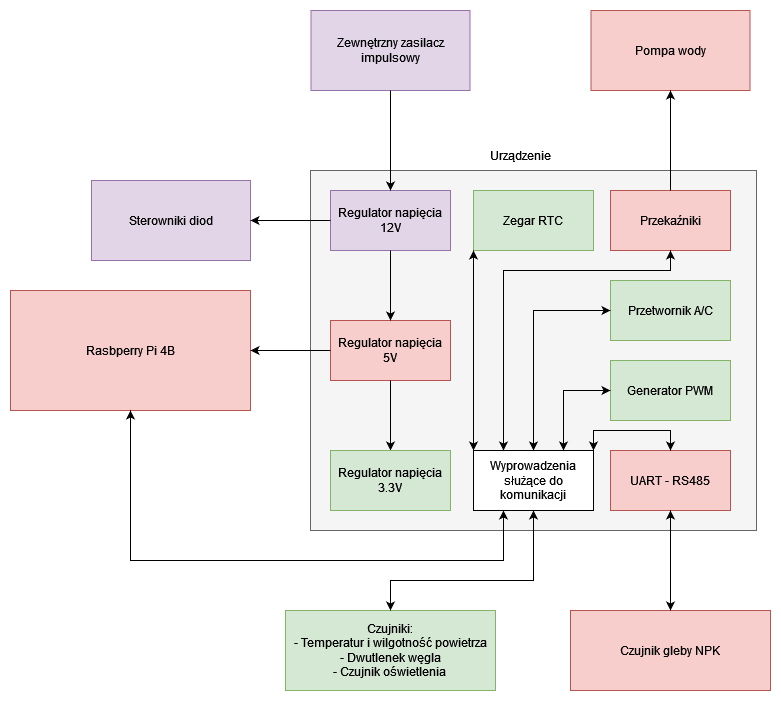 Zewnętrzny zasilacz
impulsowy
Pompa wody
Urządzenie
Sterowniki diod
Regulator napięcia
12V
Zegar RTC
Przekaźniki
Rasbperry Pi 4B
Regulator napięcia
5V
Przetwornik A/C
Generator PWM
Regulator napięcia
3.3V
Wyprowadzenia
służące do
komunikacji
UART - RS485
Czujniki:
- Temperatur i wilgotność powietrza
- Dwutlenek węgla
- Czujnik oświetlenia
Czujnik gleby NPK